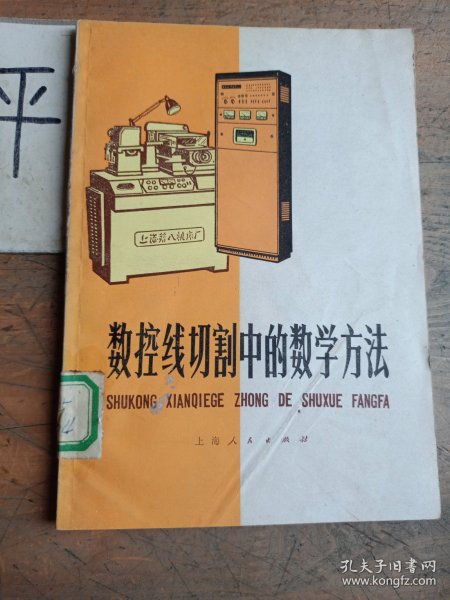 平
上海第八机床厂
数控线切割中的数学方法
SHUKONG XIANQIEGE ZHONG DE SHUXUE FANGFA
上海人民出版社
孔夫子旧书网
www.kongfz.com